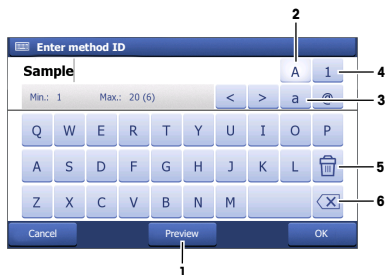 2
Enter method ID
Sample A 1 4
Min.: 1 Max.: 20 (6) < > a @ 3
Q W E R T Y U I O P
A S D F G H J K L 5
Z X C V B N M 6
Cancel Preview OK
1